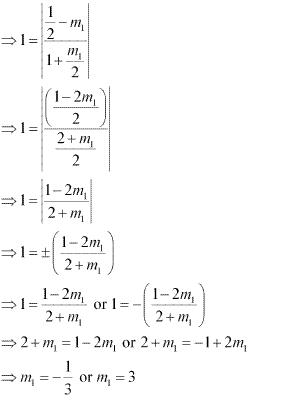 ⇒ 1 = |(1/2 − m₁)/(1 + m₁/2)|
⇒ 1 = |((1−2m₁)/2)/((2+m₁)/2)|
⇒ 1 = |(1−2m₁)/(2+m₁)|
⇒ 1 = ±((1−2m₁)/(2+m₁))
⇒ 1 = (1−2m₁)/(2+m₁) or 1 = −((1−2m₁)/(2+m₁))
⇒ 2 + m₁ = 1 − 2m₁ or 2 + m₁ = −1 + 2m₁
⇒ m₁ = −1/3 or m₁ = 3